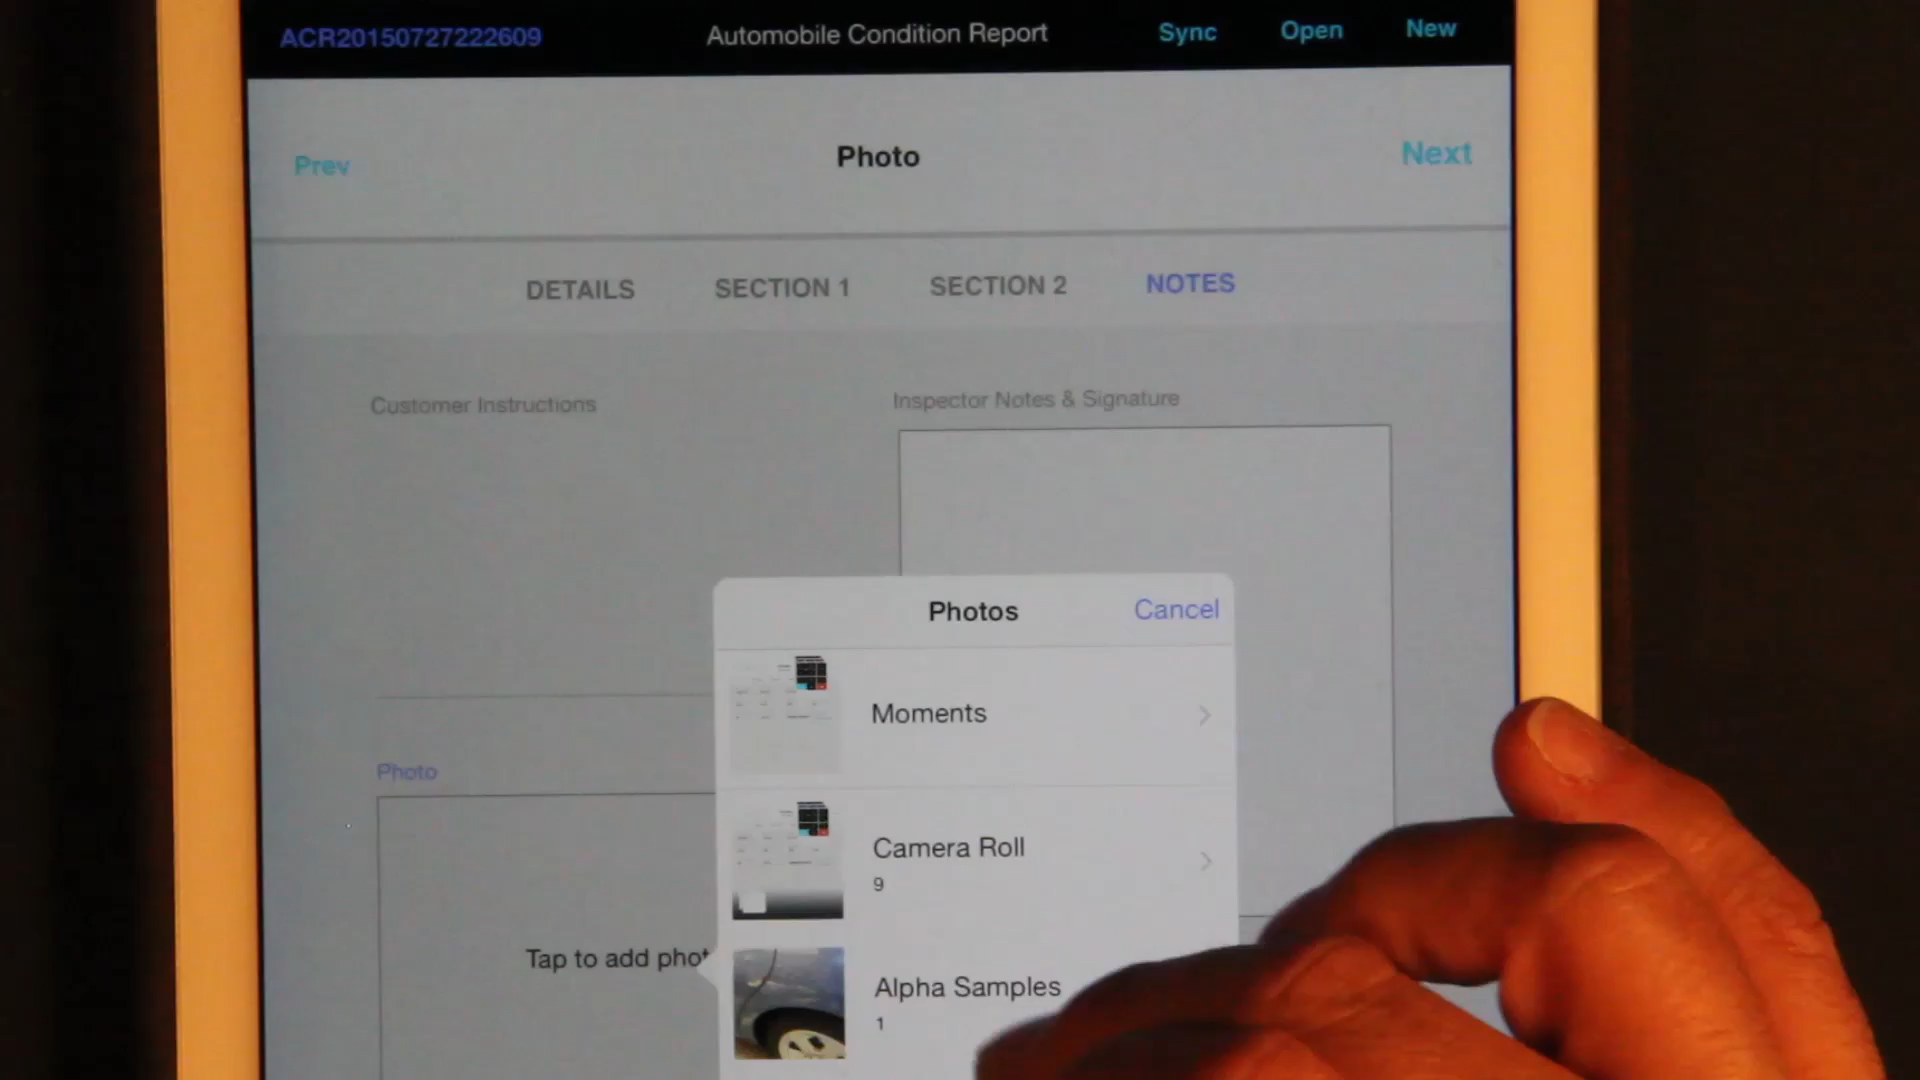 ACR20150727222609 Automobile Condition Report Sync Open New
Prev Photo Next
DETAILS SECTION 1 SECTION 2 NOTES
Customer Instructions Inspector Notes & Signature
Photos Cancel
Moments
Photo
Camera Roll
9
Tap to add phot
Alpha Samples
1